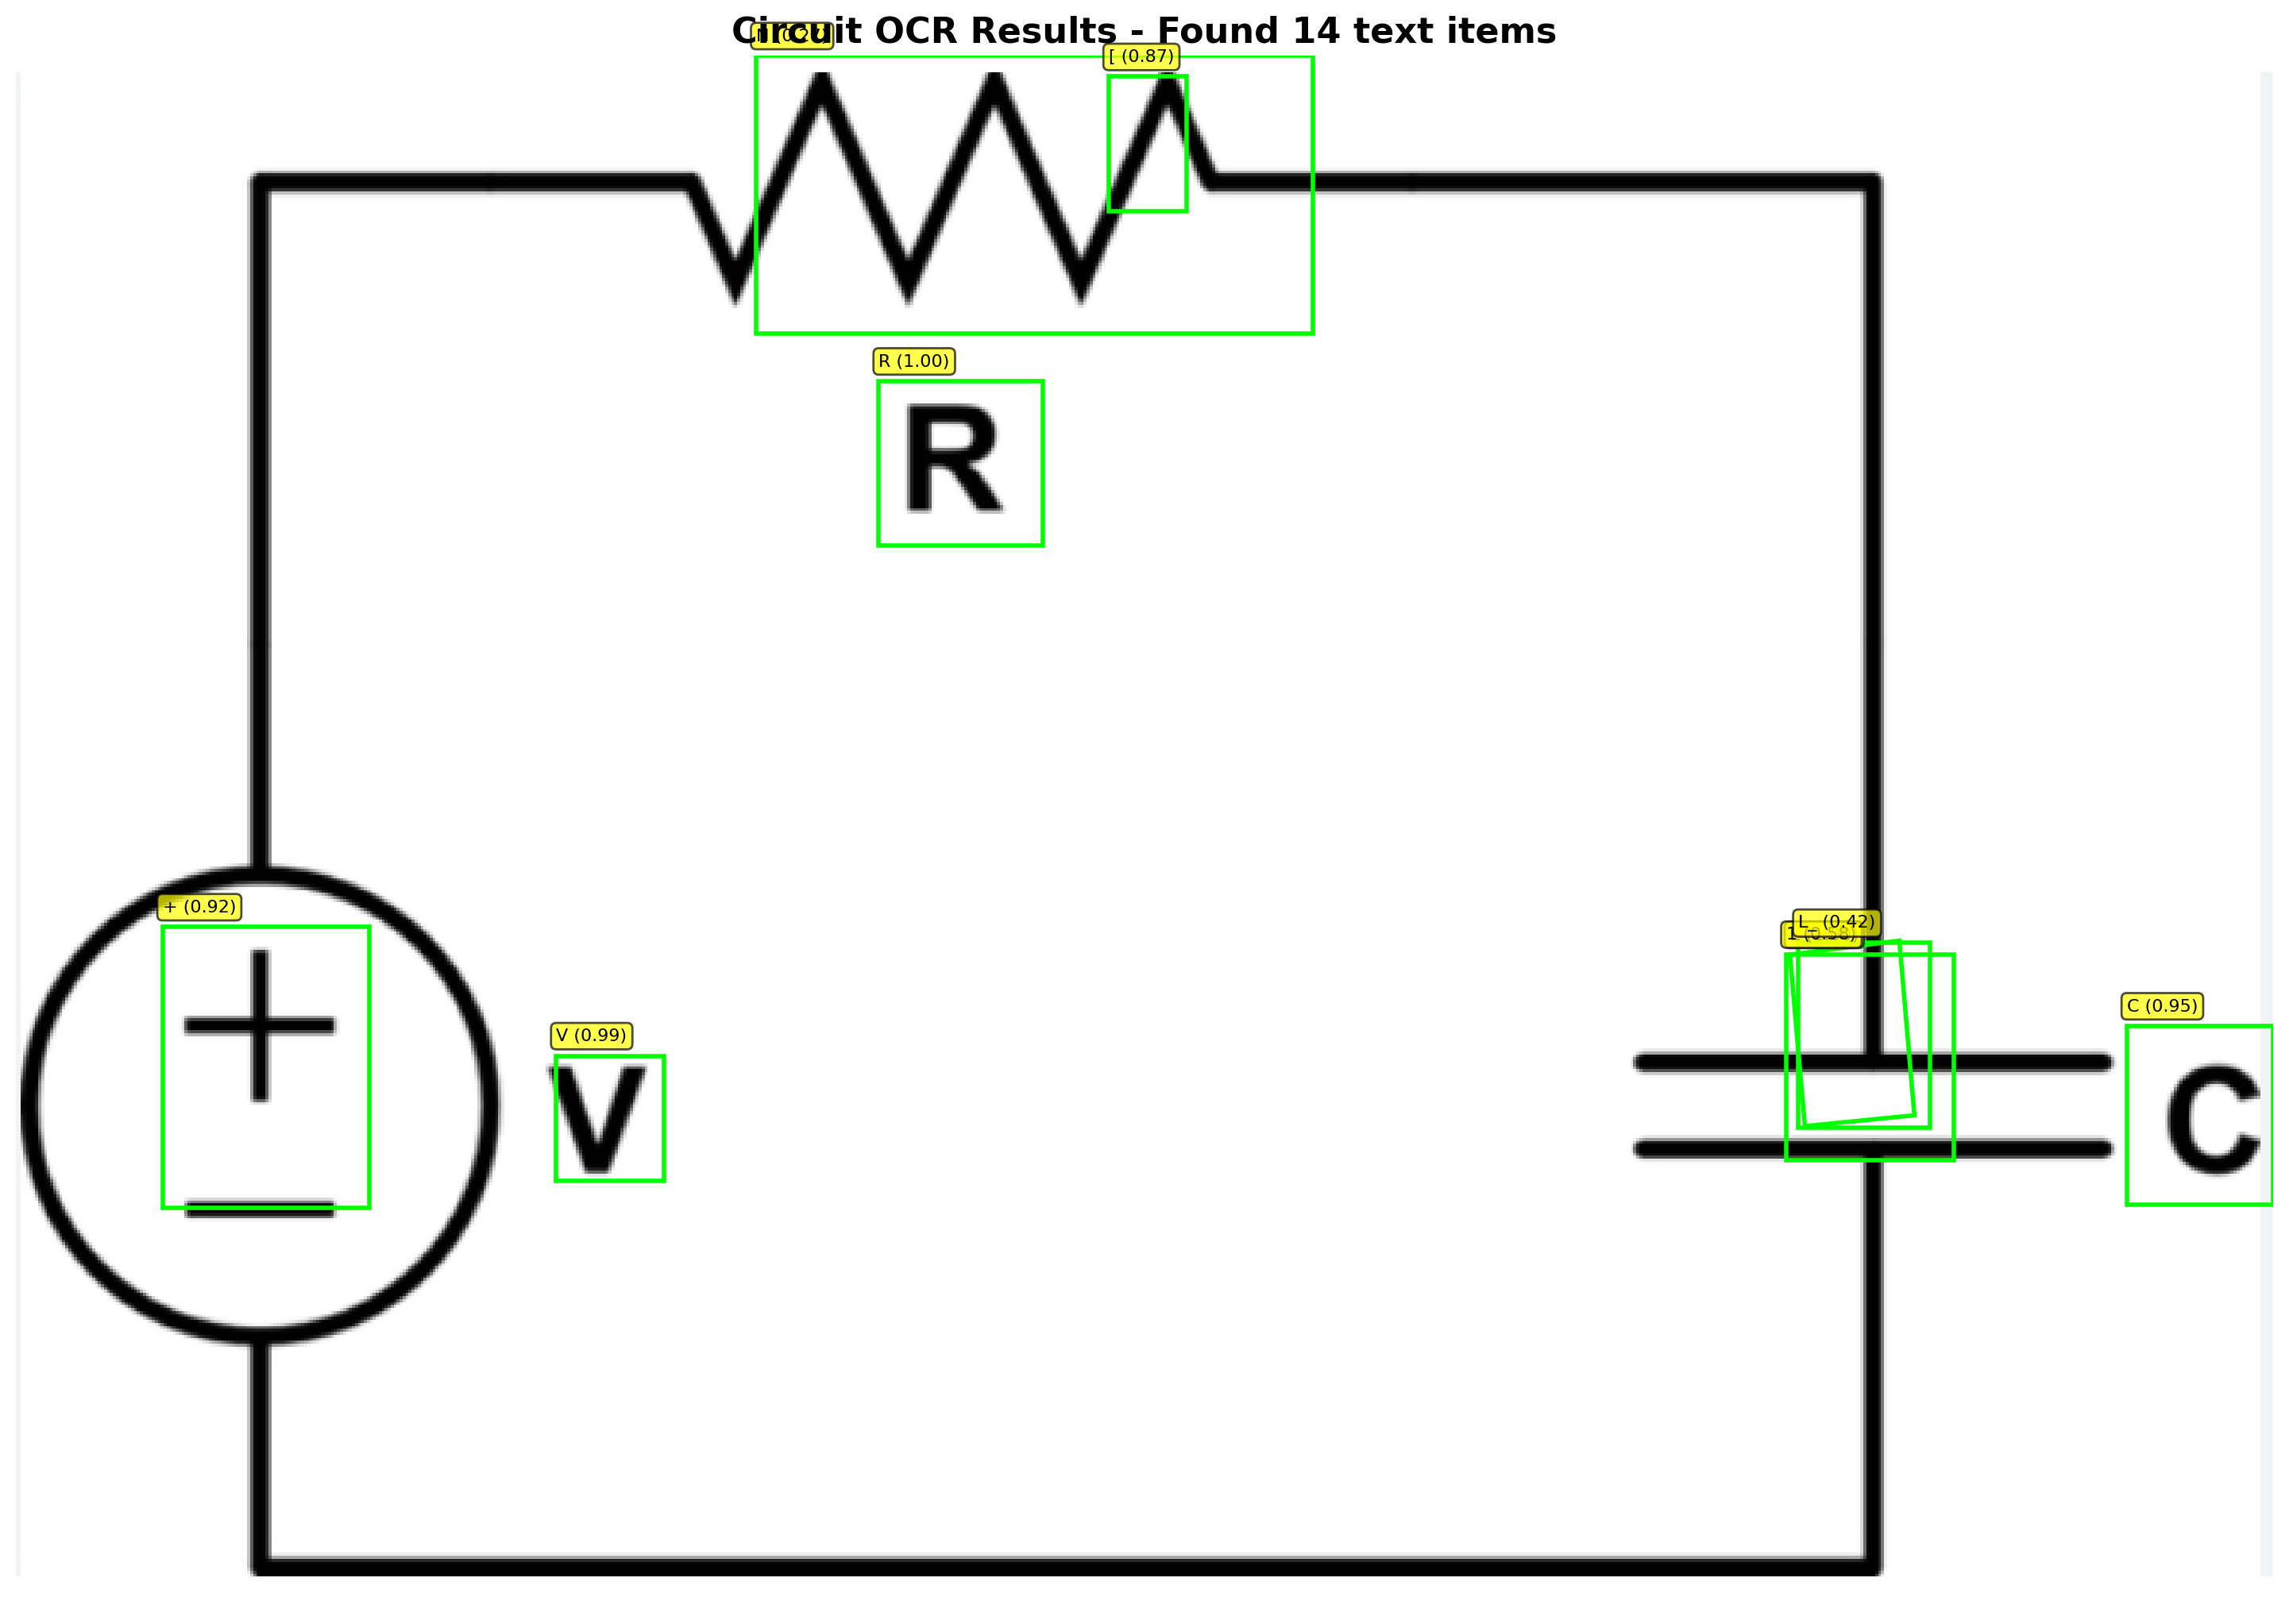 Circuit OCR Results - Found 14 text items
[ (0.87)
R (1.00)
R
+ (0.92)
L_ (0.42)
+
V (0.99)
V
C (0.95)
C